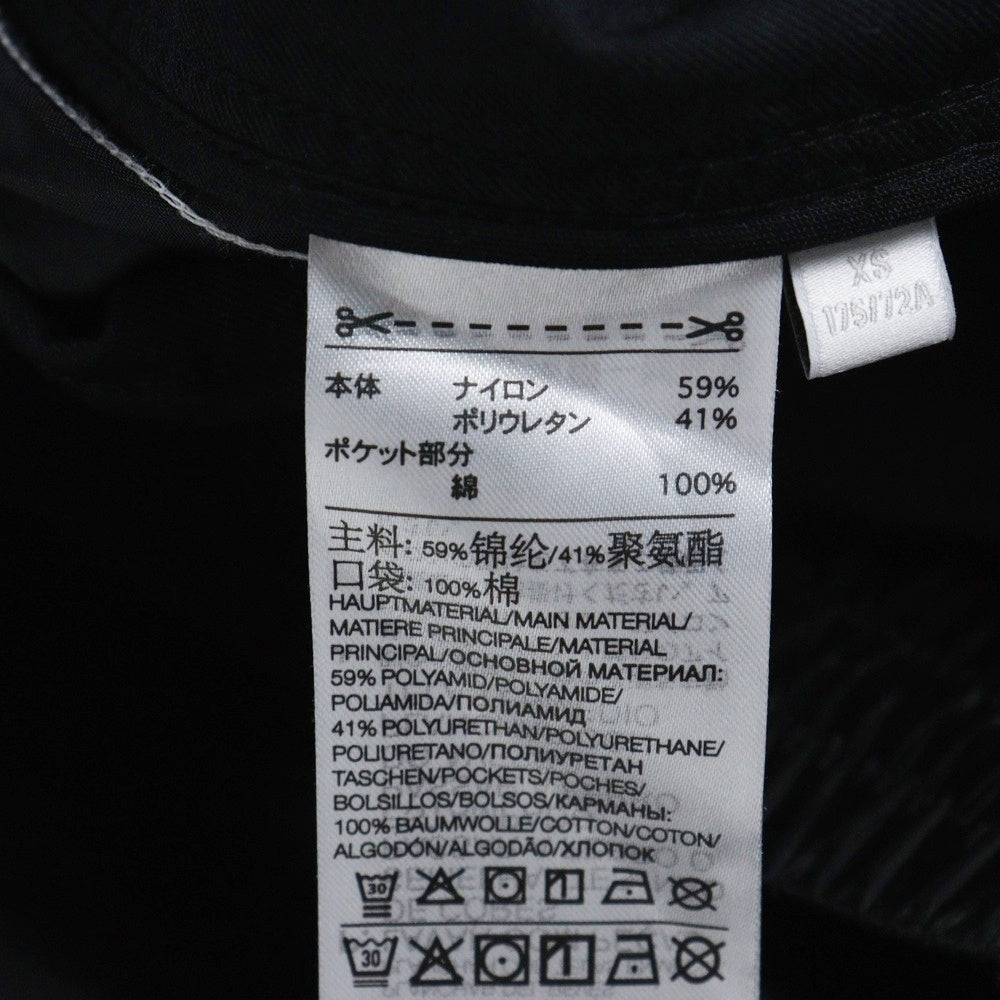 XS
175/72A
本体 ナイロン 59%
ポリウレタン 41%
ポケット部分
綿 100%
主料: 59%锦纶/41%聚氨酯
口袋: 100%棉
HAUPTMATERIAL/MAIN MATERIAL/
MATIERE PRINCIPALE/MATERIAL
PRINCIPAL/ОСНОВНОЙ МАТЕРИАЛ:
59% POLYAMID/POLYAMIDE/
POLIAMIDA/ПОЛИАМИД
41% POLYURETHAN/POLYURETHANE/
POLIURETANO/ПОЛИУРЕТАН
TASCHEN/POCKETS/POCHES/
BOLSILLOS/BOLSOS/КАРМАНЫ:
100% BAUMWOLLE/COTTON/COTON/
ALGODÓN/ALGODÃO/ХЛОПОК
30
30